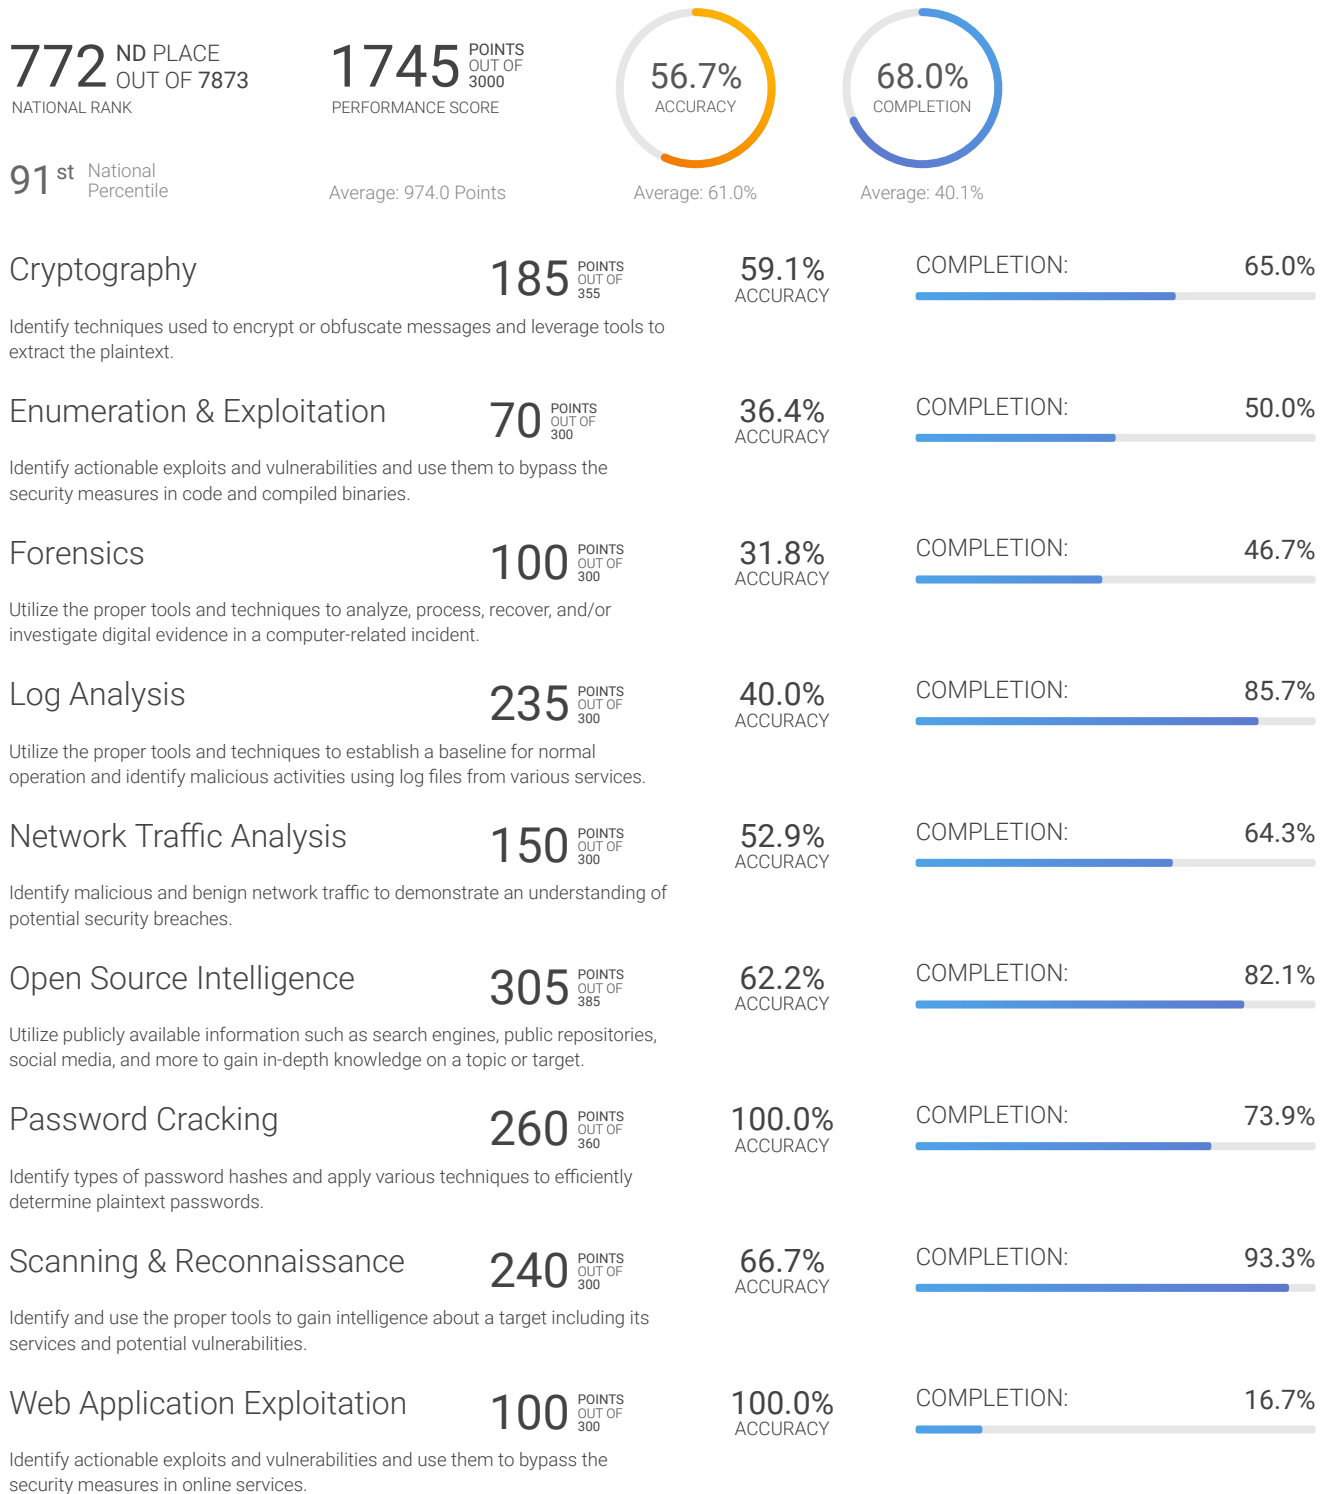 772 ND PLACE
OUT OF 7873
NATIONAL RANK
91st National
Percentile
1745 POINTS
OUT OF
3000
PERFORMANCE SCORE
Average: 974.0 Points
56.7%
ACCURACY
Average: 61.0%
68.0%
COMPLETION
Average: 40.1%
Cryptography
185 POINTS
OUT OF
355
59.1%
ACCURACY
COMPLETION: 65.0%
Identify techniques used to encrypt or obfuscate messages and leverage tools to
extract the plaintext.
Enumeration & Exploitation
70 POINTS
OUT OF
300
36.4%
ACCURACY
COMPLETION: 50.0%
Identify actionable exploits and vulnerabilities and use them to bypass the
security measures in code and compiled binaries.
Forensics
100 POINTS
OUT OF
300
31.8%
ACCURACY
COMPLETION: 46.7%
Utilize the proper tools and techniques to analyze, process, recover, and/or
investigate digital evidence in a computer-related incident.
Log Analysis
235 POINTS
OUT OF
300
40.0%
ACCURACY
COMPLETION: 85.7%
Utilize the proper tools and techniques to establish a baseline for normal
operation and identify malicious activities using log files from various services.
Network Traffic Analysis
150 POINTS
OUT OF
300
52.9%
ACCURACY
COMPLETION: 64.3%
Identify malicious and benign network traffic to demonstrate an understanding of
potential security breaches.
Open Source Intelligence
305 POINTS
OUT OF
385
62.2%
ACCURACY
COMPLETION: 82.1%
Utilize publicly available information such as search engines, public repositories,
social media, and more to gain in-depth knowledge on a topic or target.
Password Cracking
260 POINTS
OUT OF
360
100.0%
ACCURACY
COMPLETION: 73.9%
Identify types of password hashes and apply various techniques to efficiently
determine plaintext passwords.
Scanning & Reconnaissance
240 POINTS
OUT OF
300
66.7%
ACCURACY
COMPLETION: 93.3%
Identify and use the proper tools to gain intelligence about a target including its
services and potential vulnerabilities.
Web Application Exploitation
100 POINTS
OUT OF
300
100.0%
ACCURACY
COMPLETION: 16.7%
Identify actionable exploits and vulnerabilities and use them to bypass the
security measures in online services.